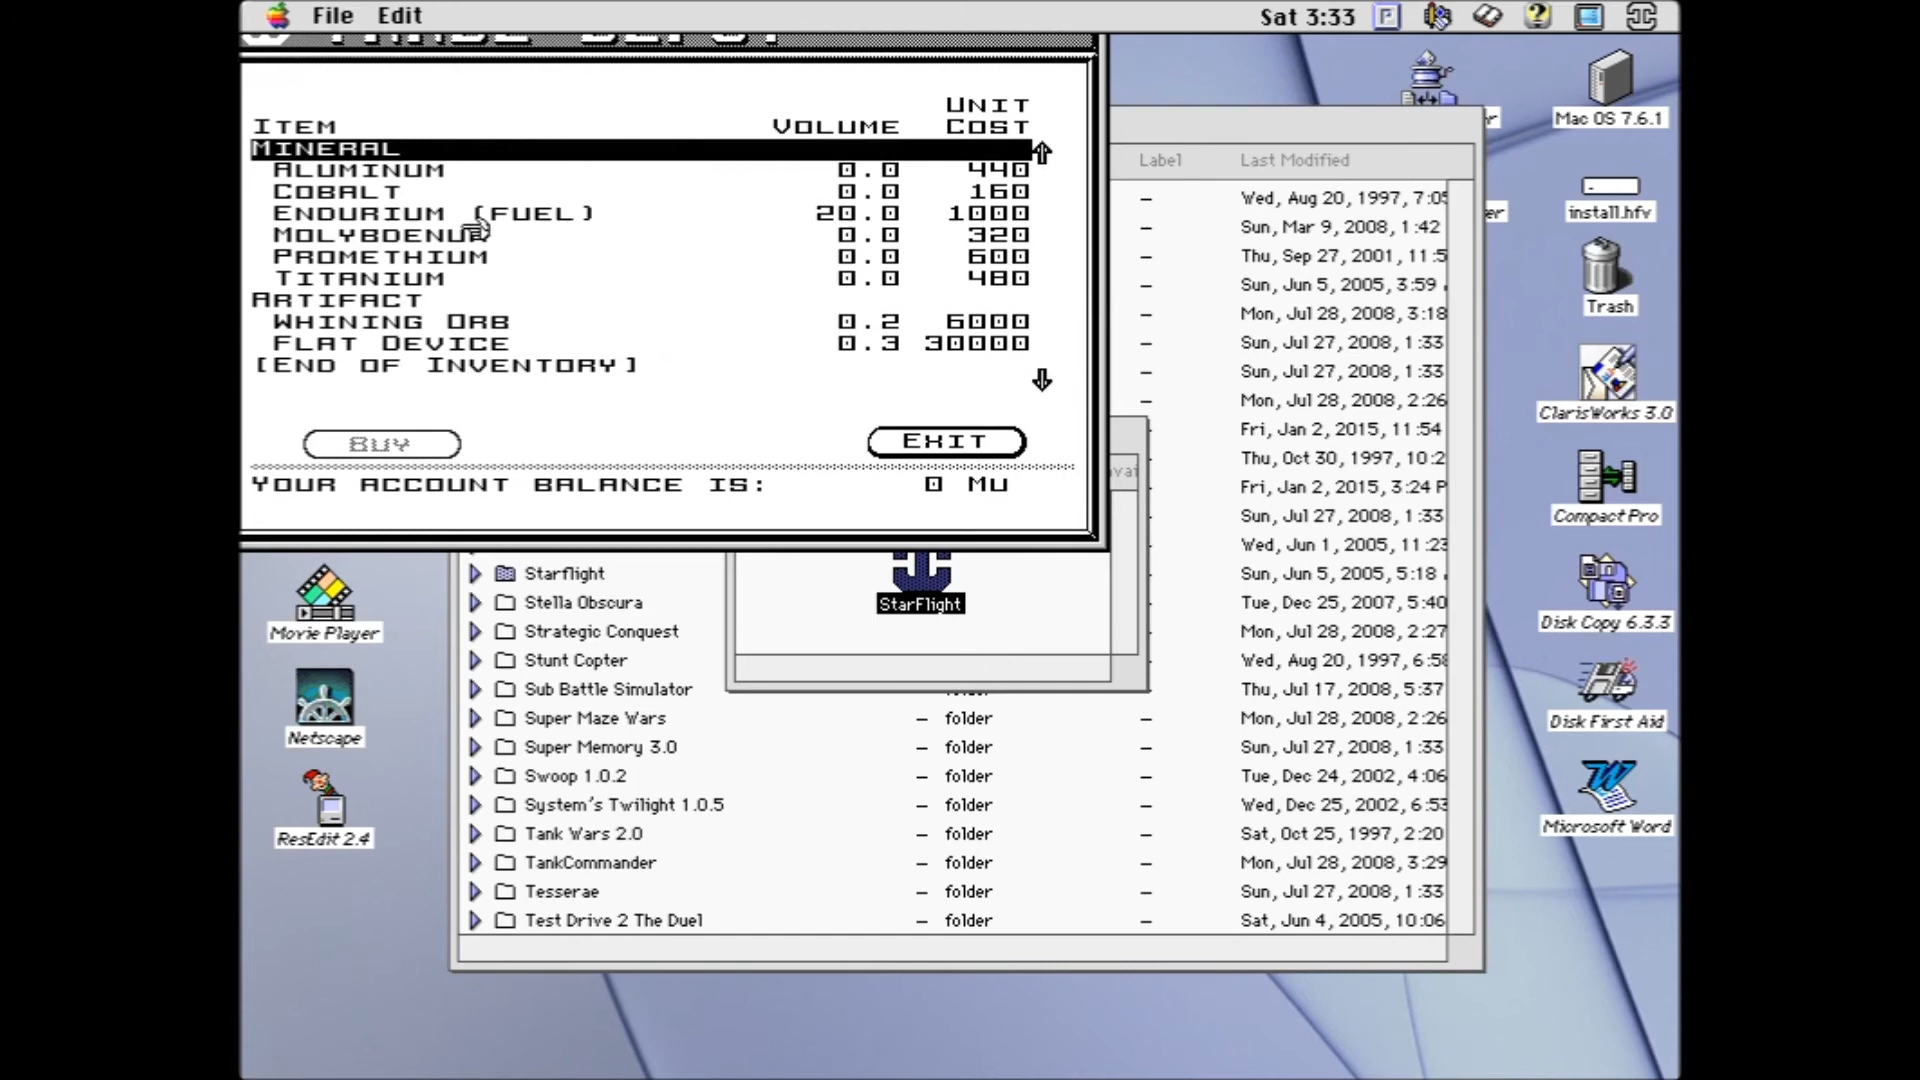 File Edit Sat 3:33
TRADE DEPOT
UNIT
ITEM VOLUME COST
MINERAL
ALUMINUM 0.0 440
COBALT 0.0 160
ENDURIUM (FUEL) 20.0 1000
MOLYBDENUM 0.0 320
PROMETHIUM 0.0 600
TITANIUM 0.0 480
ARTIFACT
WHINING ORB 0.2 6000
FLAT DEVICE 0.3 30000
[END OF INVENTORY]
BUY EXIT
YOUR ACCOUNT BALANCE IS: 0 MU
Label Last Modified
– Wed, Aug 20, 1997, 7:05
– Sun, Mar 9, 2008, 1:42
– Thu, Sep 27, 2001, 11:5
– Sun, Jun 5, 2005, 3:59
– Mon, Jul 28, 2008, 3:18
– Sun, Jul 27, 2008, 1:33
– Sun, Jul 27, 2008, 1:33
– Mon, Jul 28, 2008, 2:26
Fri, Jan 2, 2015, 11:54
Thu, Oct 30, 1997, 10:2
Fri, Jan 2, 2015, 3:24 P
Sun, Jul 27, 2008, 1:33
Wed, Jun 1, 2005, 11:23
Starflight Sun, Jun 5, 2005, 5:18
Stella Obscura Tue, Dec 25, 2007, 5:40
Strategic Conquest Mon, Jul 28, 2008, 2:27
Stunt Copter Wed, Aug 20, 1997, 6:58
Sub Battle Simulator Thu, Jul 17, 2008, 5:37
Super Maze Wars – folder – Mon, Jul 28, 2008, 2:26
Super Memory 3.0 – folder – Sun, Jul 27, 2008, 1:33
Swoop 1.0.2 – folder – Tue, Dec 24, 2002, 4:06
System's Twilight 1.0.5 – folder – Wed, Dec 25, 2002, 6:53
Tank Wars 2.0 – folder – Sat, Oct 25, 1997, 2:20
TankCommander – folder – Mon, Jul 28, 2008, 3:29
Tesserae – folder – Sun, Jul 27, 2008, 1:33
Test Drive 2 The Duel – folder – Sat, Jun 4, 2005, 10:06
StarFlight
Movie Player
Netscape
ResEdit 2.4
Mac OS 7.6.1
install.hfv
Trash
ClarisWorks 3.0
Compact Pro
Disk Copy 6.3.3
Disk First Aid
Microsoft Word